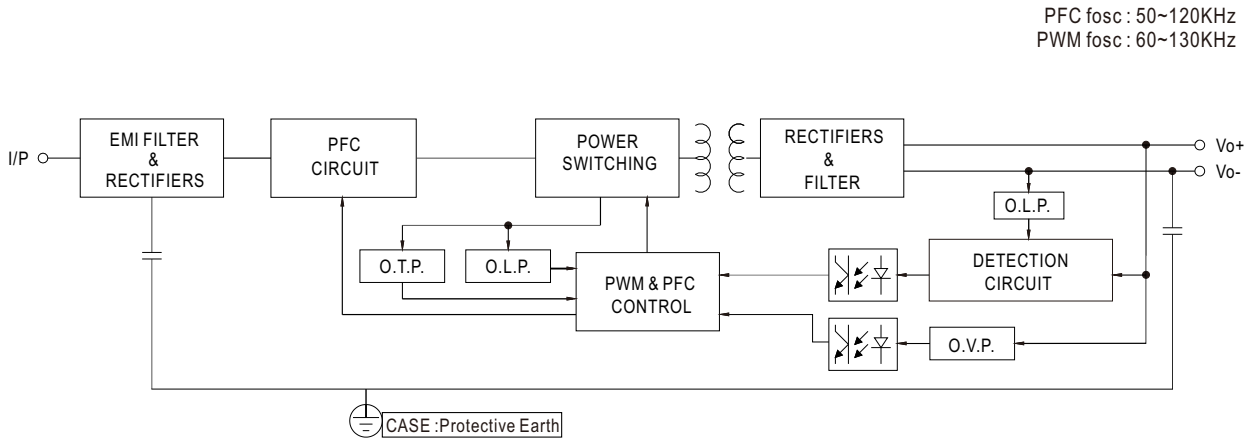 PFC fosc : 50~120KHz
PWM fosc : 60~130KHz
I/P
EMI FILTER
&
RECTIFIERS
PFC
CIRCUIT
POWER
SWITCHING
RECTIFIERS
&
FILTER
Vo+
Vo-
O.L.P.
O.T.P.
O.L.P.
PWM & PFC
CONTROL
DETECTION
CIRCUIT
O.V.P.
CASE :Protective Earth